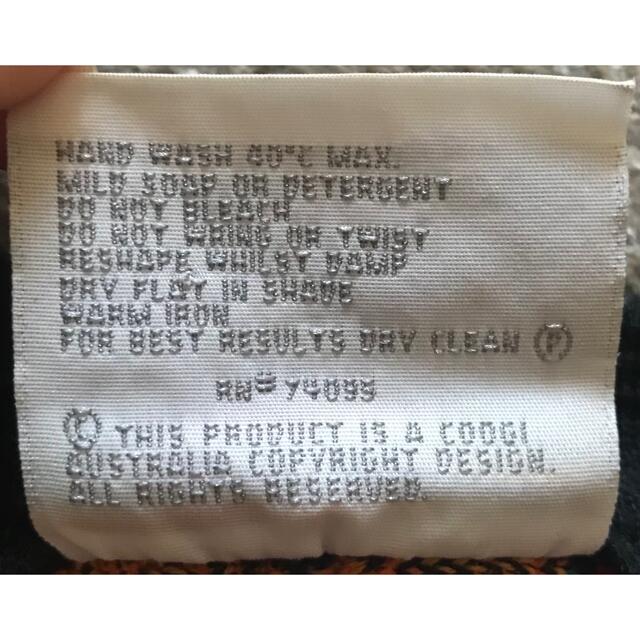 HAND WASH 40°C MAX.
MILD SOAP OR DETERGENT
DO NOT BLEACH
DO NOT WRING OR TWIST
RESHAPE WHILST DAMP
DRY FLAT IN SHADE
WARM IRON
FOR BEST RESULTS DRY CLEAN Ⓟ
RN# 74099
© THIS PRODUCT IS A COOGI
AUSTRALIA COPYRIGHT DESIGN.
ALL RIGHTS RESERVED.